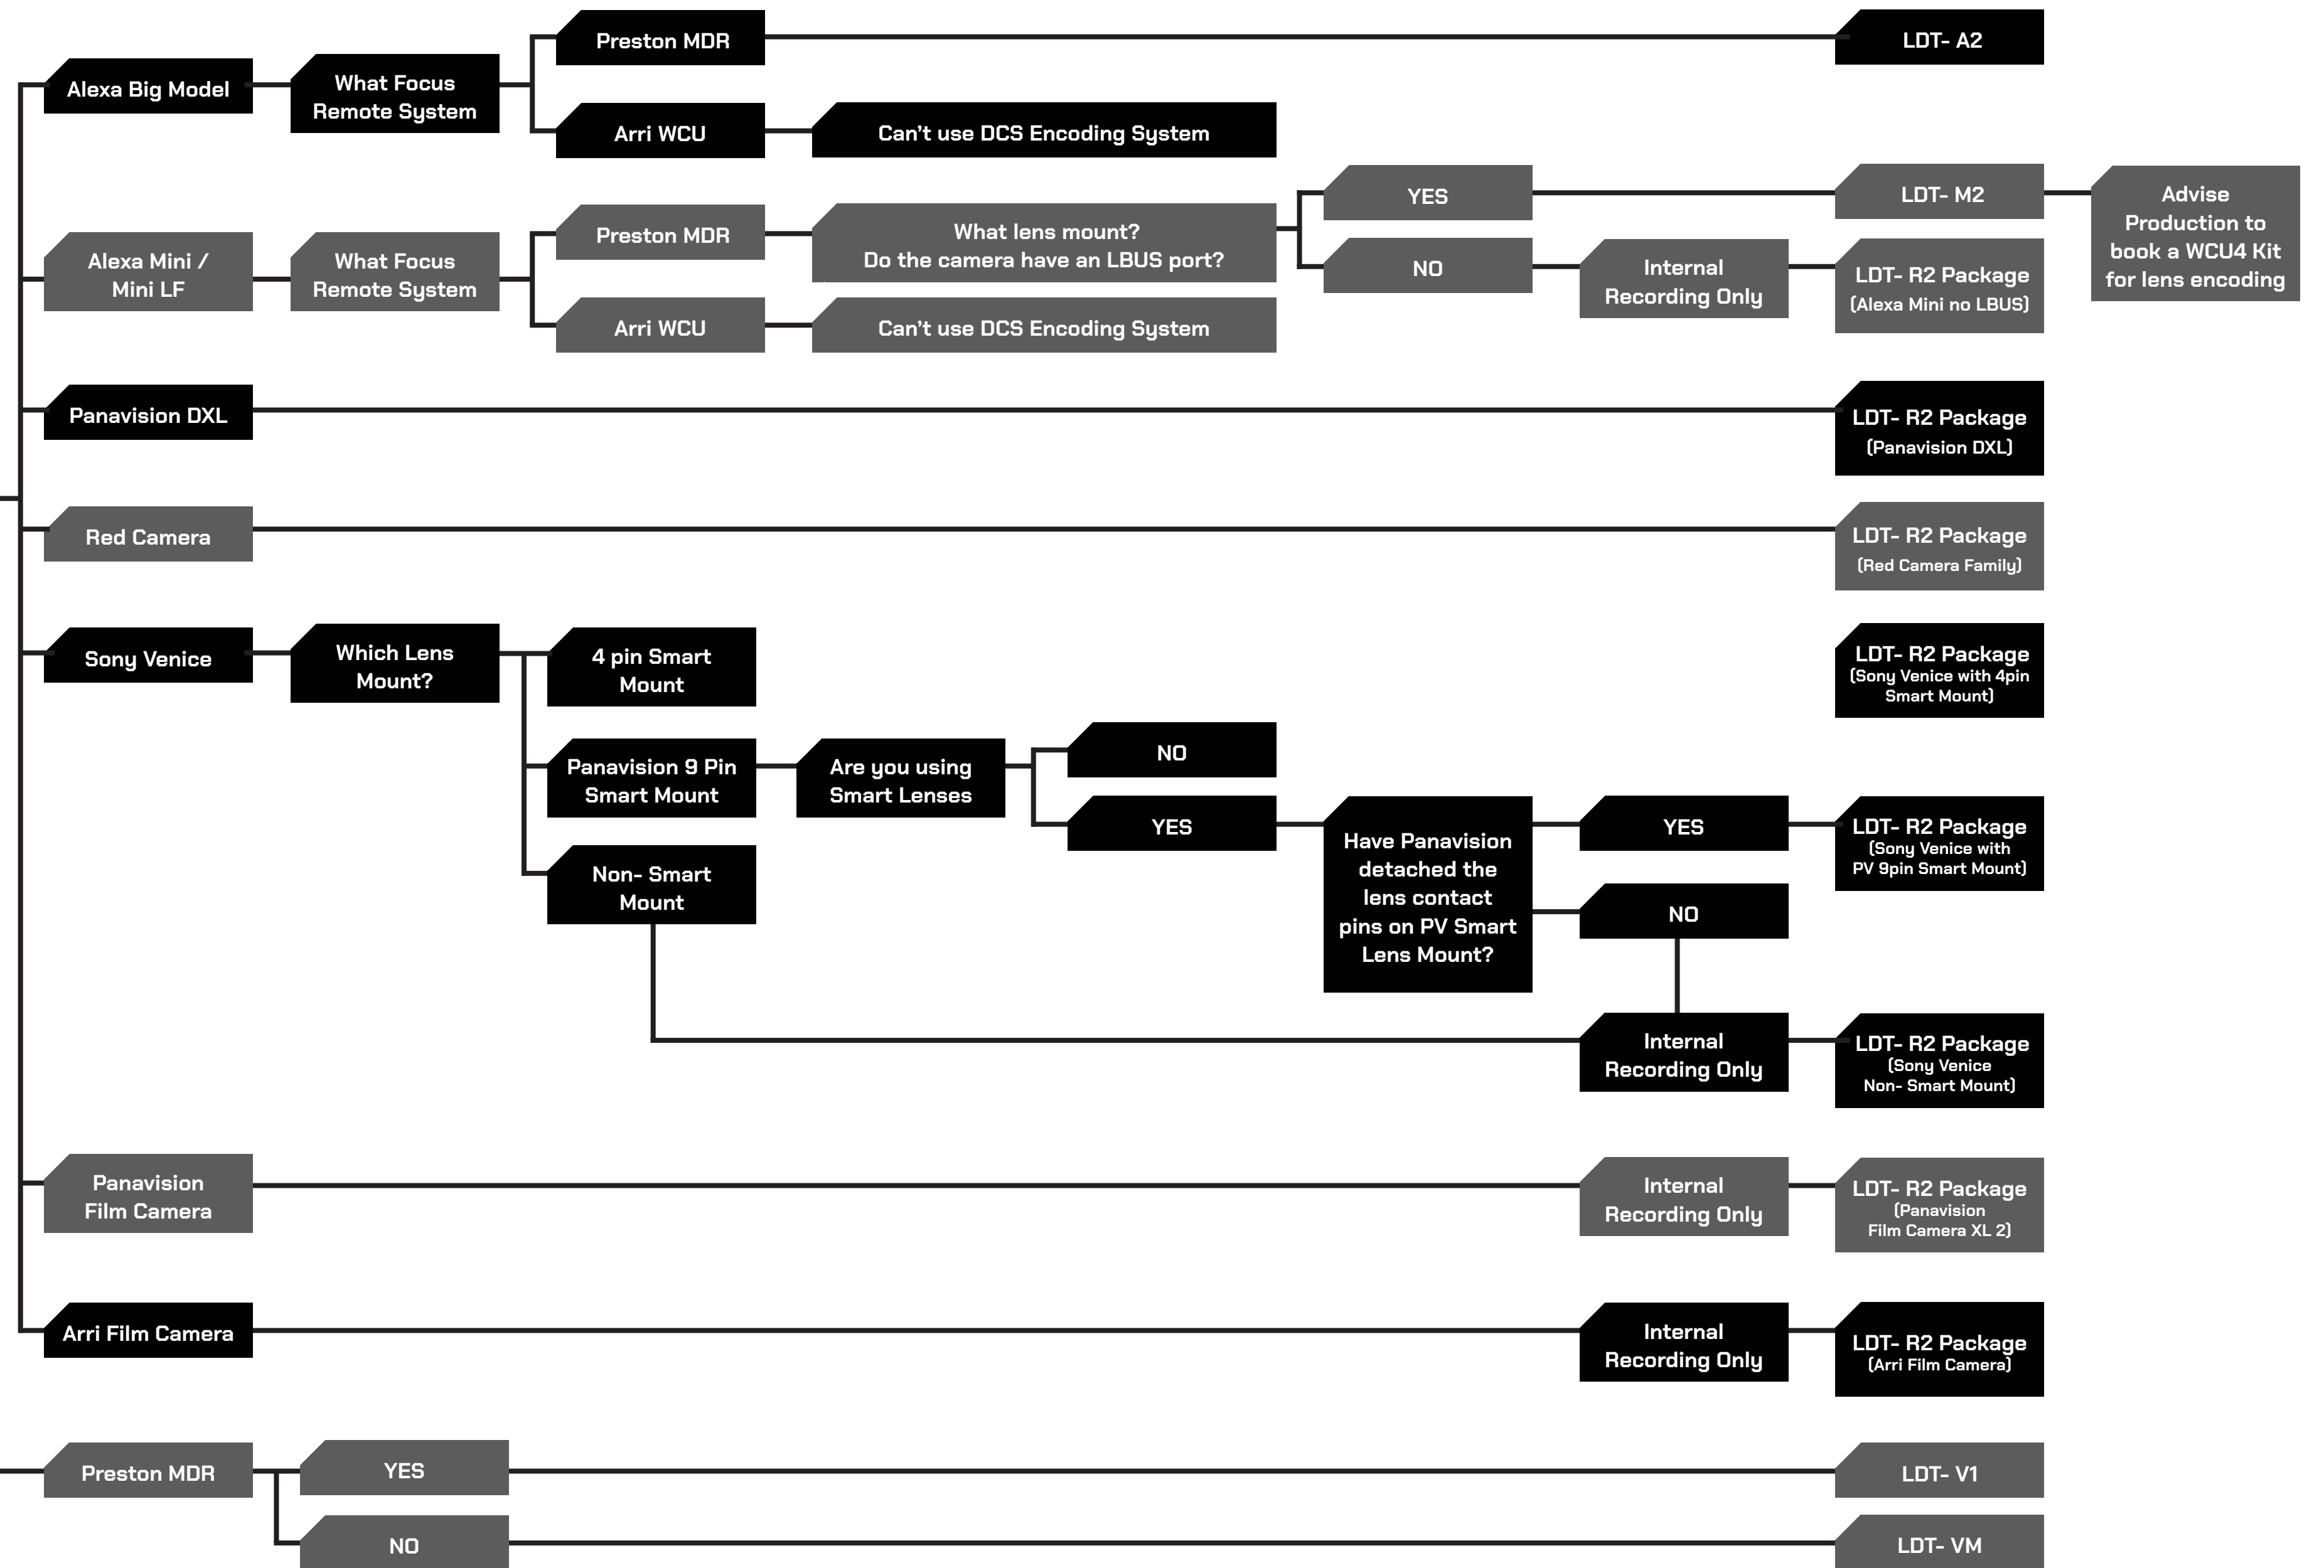 Preston MDR
LDT- A2
Alexa Big Model
What Focus
Remote System
Arri WCU
Can't use DCS Encoding System
YES
LDT- M2
Advise
Production to
book a WCU4 Kit
for lens encoding
Alexa Mini /
Mini LF
What Focus
Remote System
Preston MDR
What lens mount?
Do the camera have an LBUS port?
NO
Internal
Recording Only
LDT- R2 Package
(Alexa Mini no LBUS)
Arri WCU
Can't use DCS Encoding System
Panavision DXL
LDT- R2 Package
(Panavision DXL)
Red Camera
LDT- R2 Package
(Red Camera Family)
Sony Venice
Which Lens
Mount?
4 pin Smart
Mount
LDT- R2 Package
(Sony Venice with 4pin
Smart Mount)
Panavision 9 Pin
Smart Mount
Are you using
Smart Lenses
NO
YES
Have Panavision
detached the
lens contact
pins on PV Smart
Lens Mount?
YES
LDT- R2 Package
(Sony Venice with
PV 9pin Smart Mount)
Non- Smart
Mount
NO
Internal
Recording Only
LDT- R2 Package
(Sony Venice
Non- Smart Mount)
Panavision
Film Camera
Internal
Recording Only
LDT- R2 Package
(Panavision
Film Camera XL 2)
Arri Film Camera
Internal
Recording Only
LDT- R2 Package
(Arri Film Camera)
Preston MDR
YES
LDT- V1
NO
LDT- VM